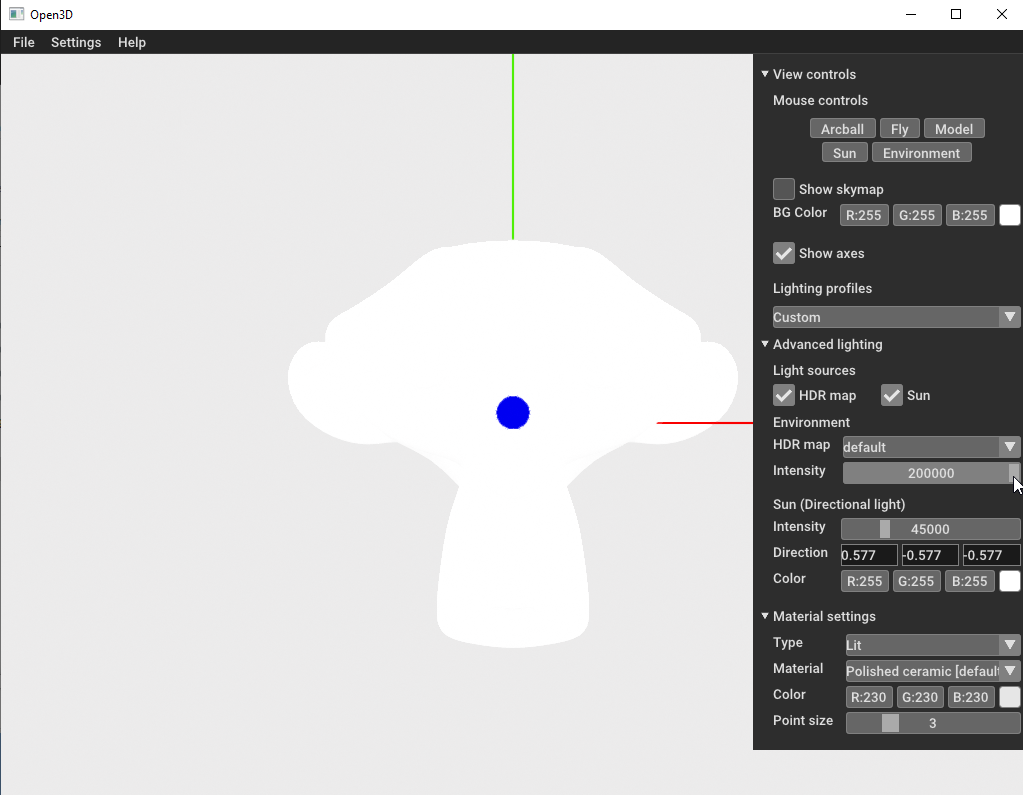 Open3D
File Settings Help
View controls
Mouse controls
Arcball Fly Model
Sun Environment
Show skymap
BG Color R:255 G:255 B:255
Show axes
Lighting profiles
Custom
Advanced lighting
Light sources
HDR map Sun
Environment
HDR map default
Intensity 200000
Sun (Directional light)
Intensity 45000
Direction 0.577 -0.577 -0.577
Color R:255 G:255 B:255
Material settings
Type Lit
Material Polished ceramic [default
Color R:230 G:230 B:230
Point size 3